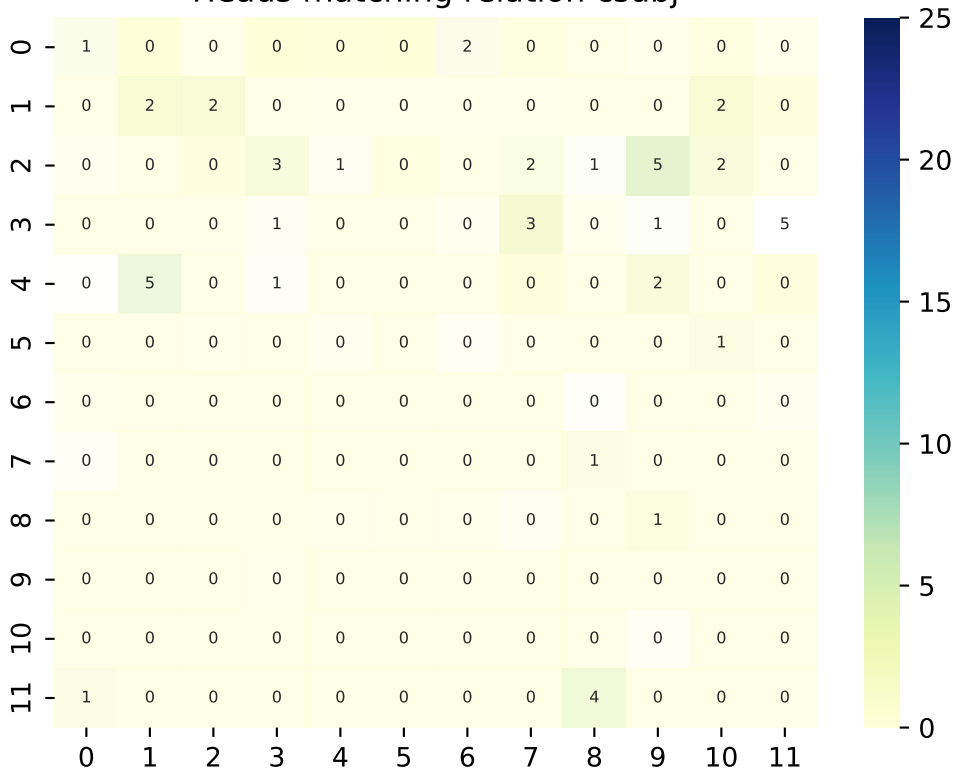 Heads matching relation csubj
0 1 0 0 0 0 0 2 0 0 0 0 0
1 0 2 2 0 0 0 0 0 0 0 2 0
2 0 0 0 3 1 0 0 2 1 5 2 0
3 0 0 0 1 0 0 0 3 0 1 0 5
4 0 5 0 1 0 0 0 0 0 2 0 0
5 0 0 0 0 0 0 0 0 0 0 1 0
6 0 0 0 0 0 0 0 0 0 0 0 0
7 0 0 0 0 0 0 0 0 1 0 0 0
8 0 0 0 0 0 0 0 0 0 1 0 0
9 0 0 0 0 0 0 0 0 0 0 0 0
10 0 0 0 0 0 0 0 0 0 0 0 0
11 1 0 0 0 0 0 0 0 4 0 0 0
0 1 2 3 4 5 6 7 8 9 10 11
25
20
15
10
5
0